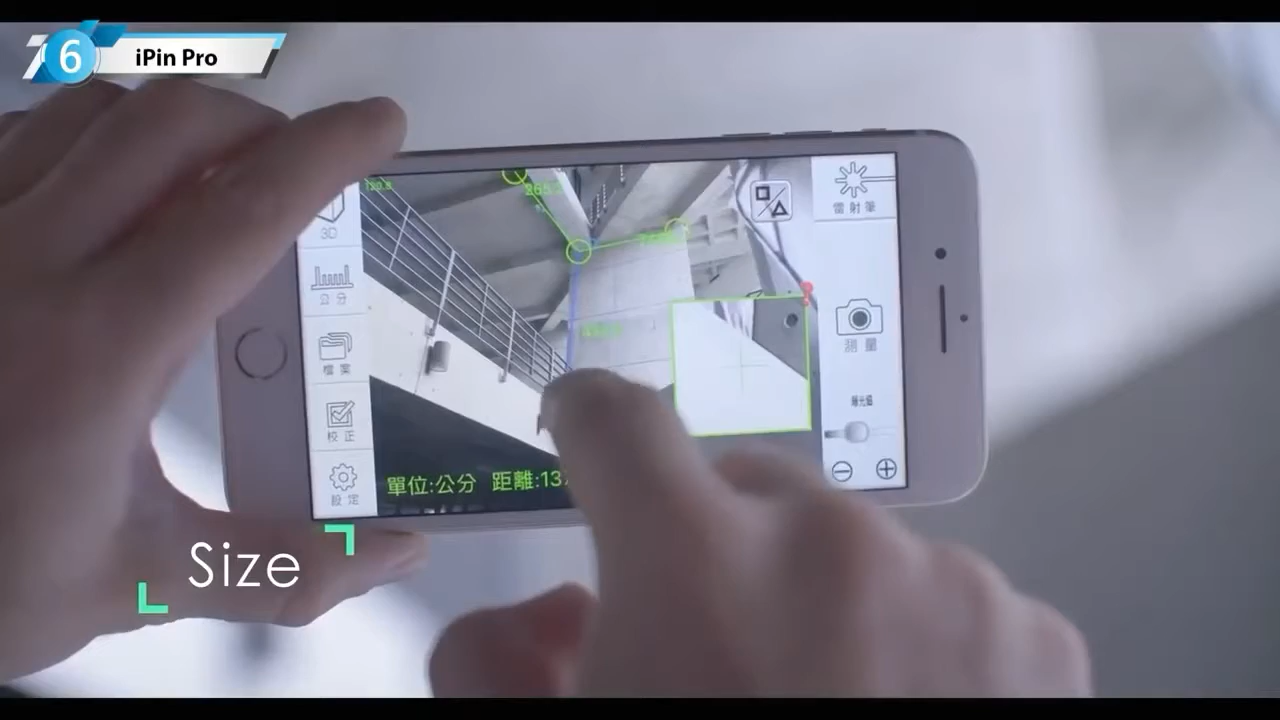 6
iPin Pro
3D
公分
檔案
校正
設定
雷射筆
測量
單位:公分 距離:13
Size